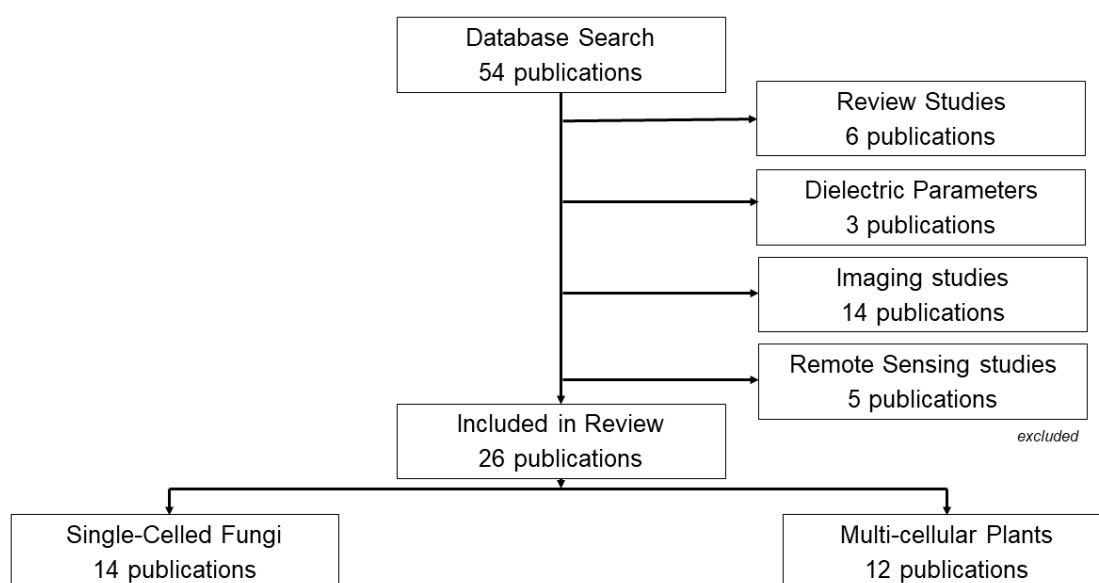 Database Search
54 publications
Review Studies
6 publications
Dielectric Parameters
3 publications
Imaging studies
14 publications
Remote Sensing studies
5 publications
excluded
Included in Review
26 publications
Single-Celled Fungi
14 publications
Multi-cellular Plants
12 publications